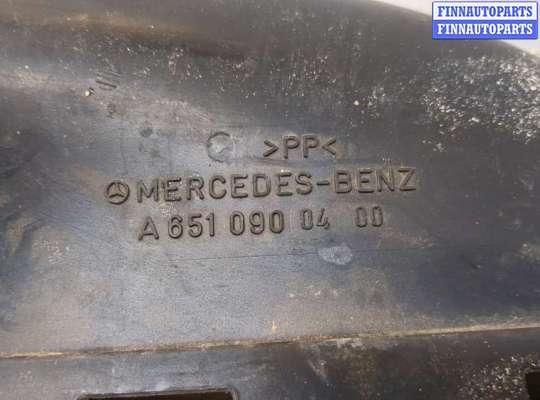 FINNAUTOPARTS
FINNAUTOPARTS
>PP<
MERCEDES-BENZ
A 651 090 04 00